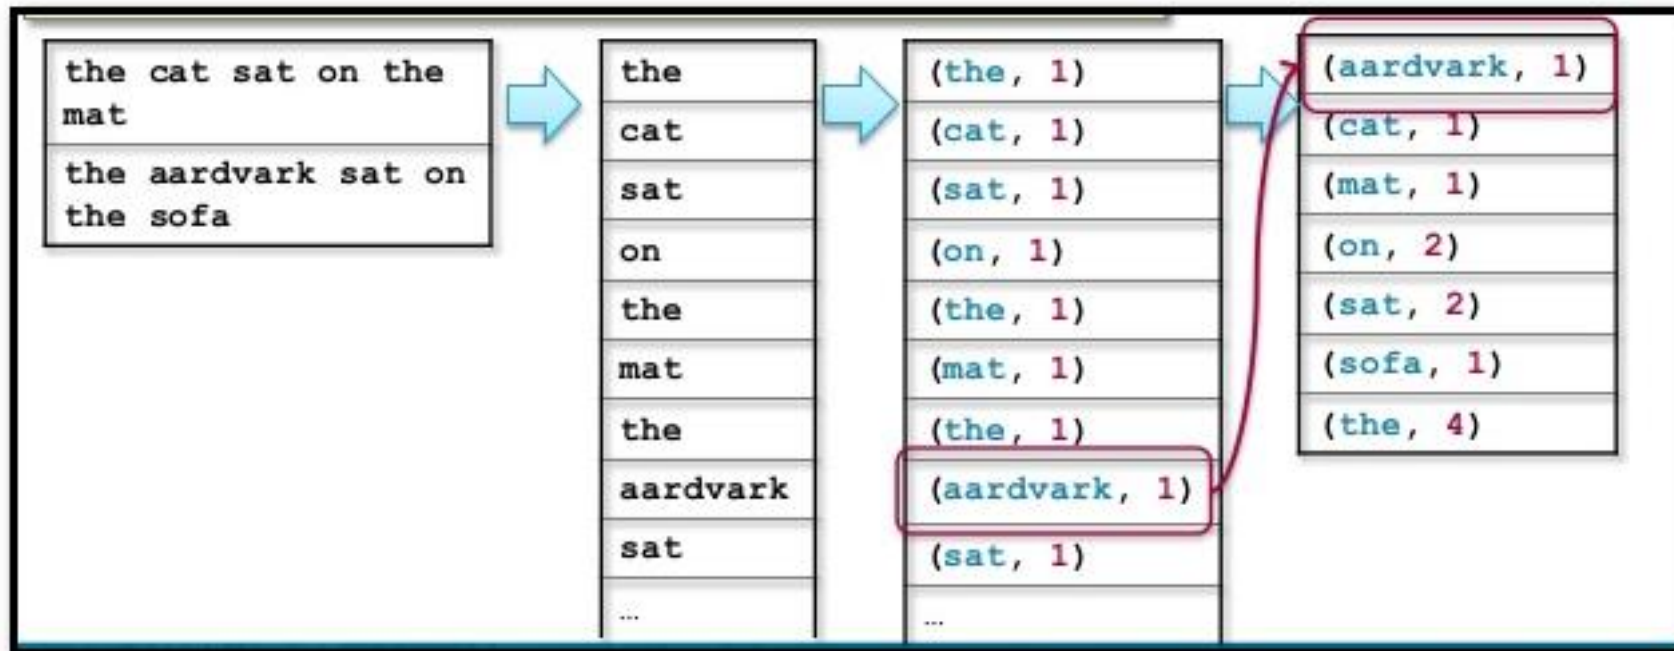 the cat sat on the
mat
the aardvark sat on
the sofa
the
cat
sat
on
the
mat
the
aardvark
sat
...
(the, 1)
(cat, 1)
(sat, 1)
(on, 1)
(the, 1)
(mat, 1)
(the, 1)
(aardvark, 1)
(sat, 1)
...
(aardvark, 1)
(cat, 1)
(mat, 1)
(on, 2)
(sat, 2)
(sofa, 1)
(the, 4)